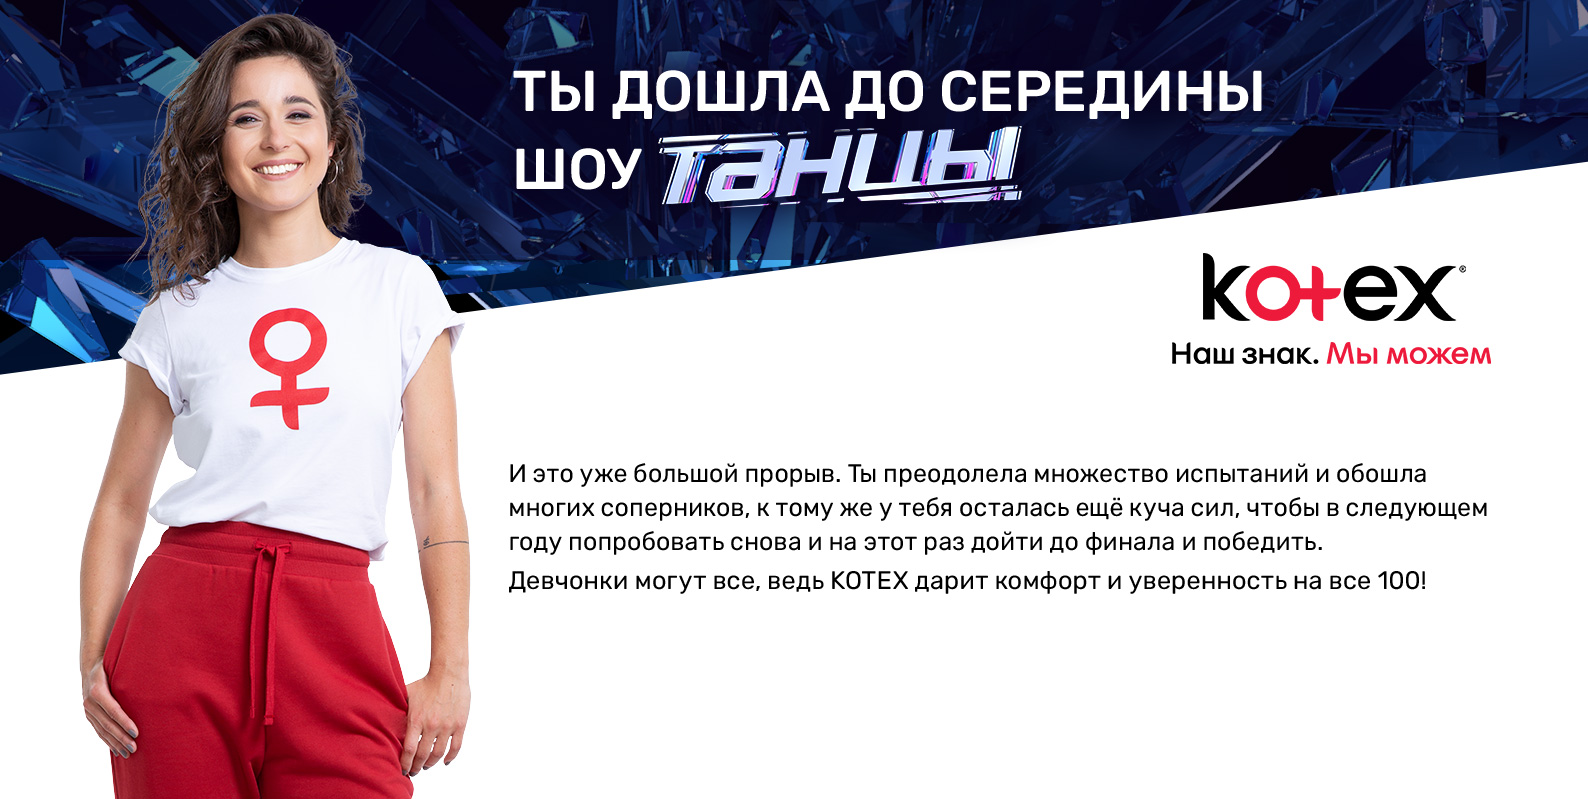 ТЫ ДОШЛА ДО СЕРЕДИНЫ
ШОУ ТАНЦЫ
kotex®
Наш знак. Мы можем
И это уже большой прорыв. Ты преодолела множество испытаний и обошла
многих соперников, к тому же у тебя осталась ещё куча сил, чтобы в следующем
году попробовать снова и на этот раз дойти до финала и победить.
Девчонки могут все, ведь KOTEX дарит комфорт и уверенность на все 100!